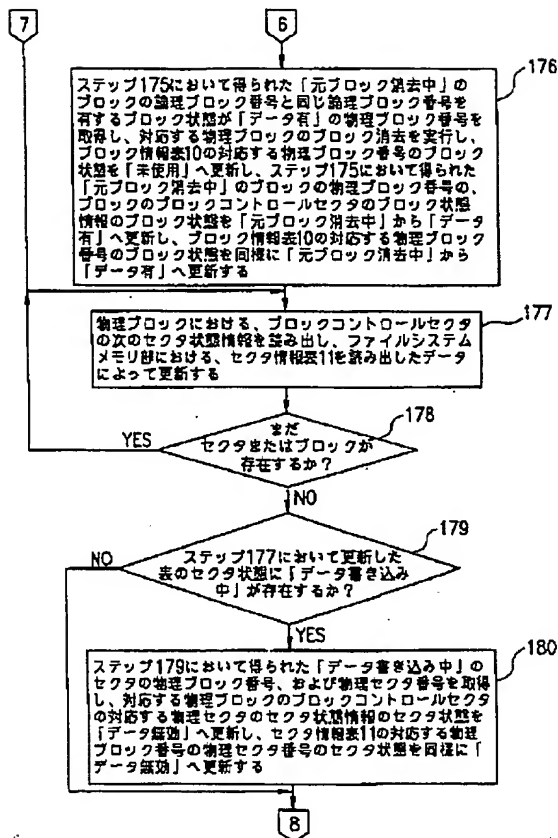 7
6
176
ステップ175において得られた「元ブロック消去中」の
ブロックの論理ブロック番号と同じ論理ブロック番号を
有するブロック状態が「データ有」の物理ブロック番号を
取得し、対応する物理ブロックのブロック消去を実行し、
ブロック情報表10の対応する物理ブロック番号のブロック
状態を「未使用」へ更新し、ステップ175において得られた
「元ブロック消去中」のブロックの物理ブロック番号の、
ブロックのブロックコントロールセクタのブロック状態
情報のブロック状態を「元ブロック消去中」から「データ
有」へ更新し、ブロック情報表10の対応する物理ブロック
番号のブロック状態を同様に「元ブロック消去中」から
「データ有」へ更新する
177
物理ブロックにおける、ブロックコントロールセクタ
の次のセクタ状態情報を読み出し、ファイルシステム
メモリ部における、セクタ情報表11を読み出したデータ
によって更新する
178
まだ
セクタまたはブロックが
存在するか?
YES
NO
179
ステップ177において更新した
表のセクタ状態に「データ書き込み
中」が存在するか?
NO
YES
180
ステップ179において得られた「データ書き込み中」の
セクタの物理ブロック番号、および物理セクタ番号を取得
し、対応する物理ブロックのブロックコントロールセクタ
の対応する物理セクタのセクタ状態情報のセクタ状態を
「データ無効」へ更新し、セクタ情報表11の対応する物理
ブロック番号の物理セクタ番号のセクタ状態を同様に「
データ無効」へ更新する
8